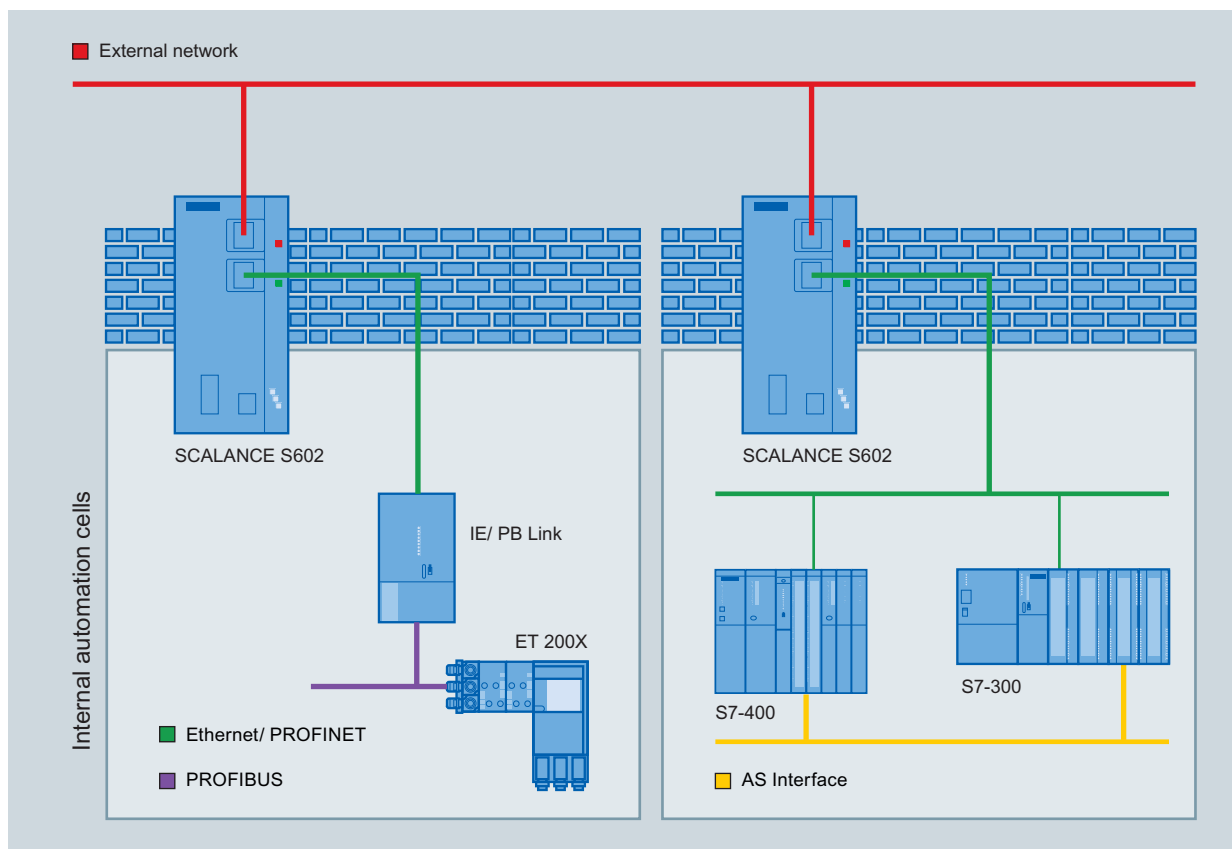 External network
SCALANCE S602
SCALANCE S602
Internal automation cells
IE/ PB Link
ET 200X
S7-400
S7-300
Ethernet/ PROFINET
PROFIBUS
AS Interface